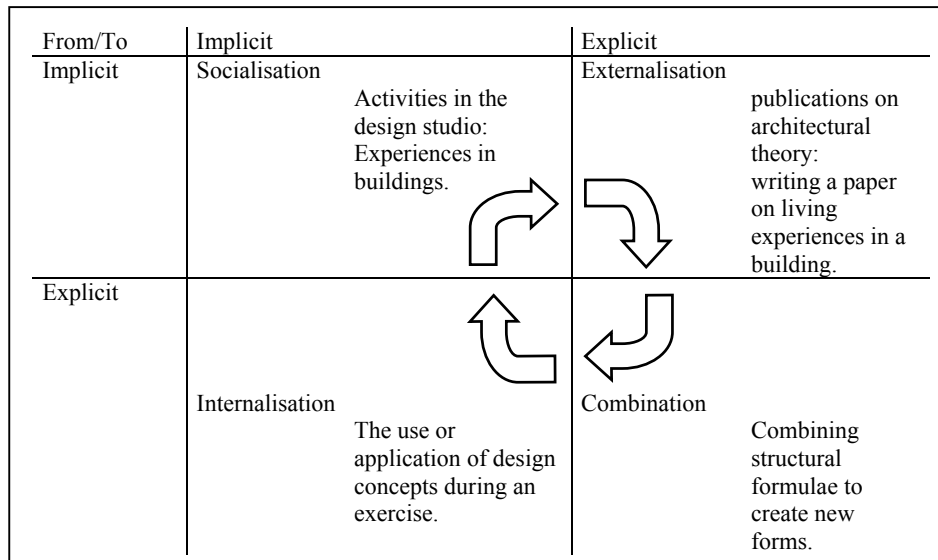 From/To Implicit Explicit
Implicit Socialisation Externalisation
Activities in the
design studio:
Experiences in
buildings.
publications on
architectural
theory:
writing a paper
on living
experiences in a
building.
Explicit
Internalisation Combination
The use or
application of design
concepts during an
exercise.
Combining
structural
formulae to
create new
forms.